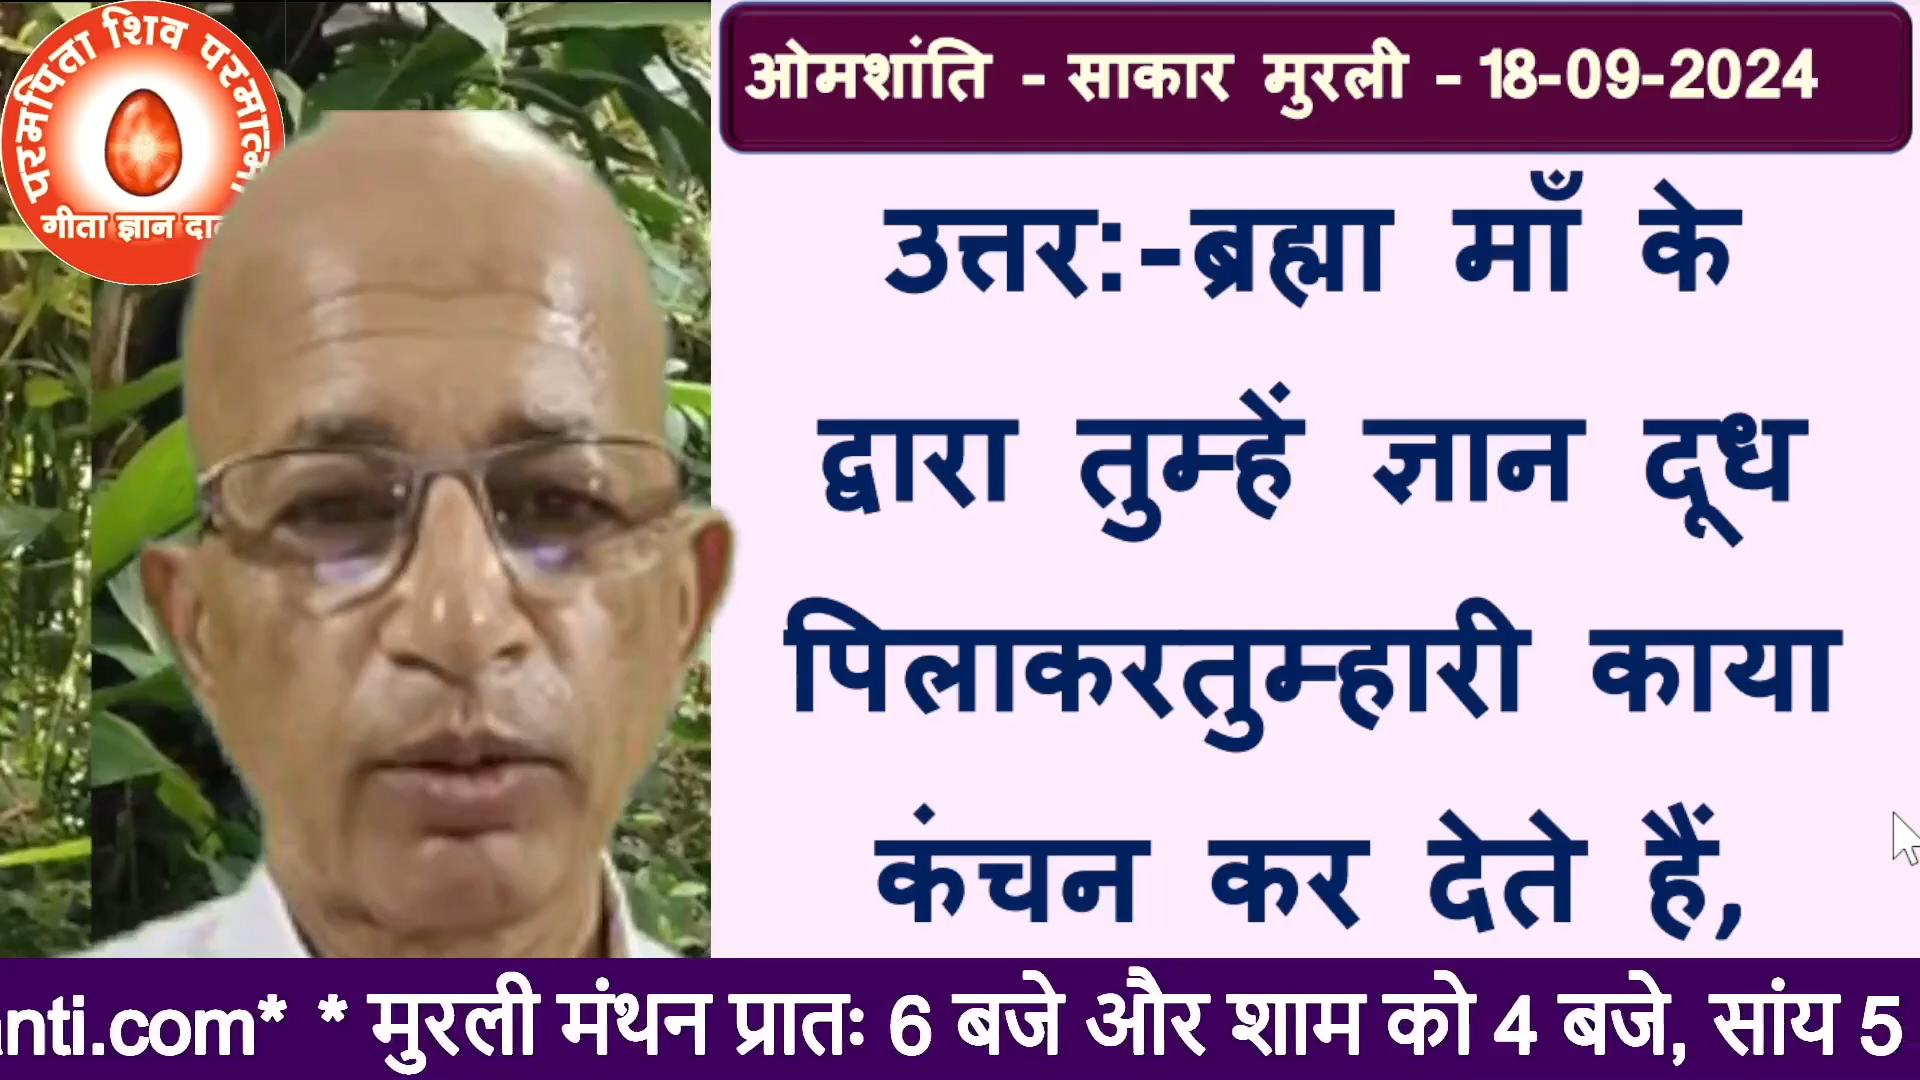 परमपिता शिव परमात्मा
गीता ज्ञान
ओमशांति - साकार मुरली - 18-09-2024
उत्तर:-ब्रह्मा माँ के
द्वारा तुम्हें ज्ञान दूध
पिलाकरतुम्हारी काया
कंचन कर देते हैं,
anti.com* * मुरली मंथन प्रातः 6 बजे और शाम को 4 बजे, सांय 5